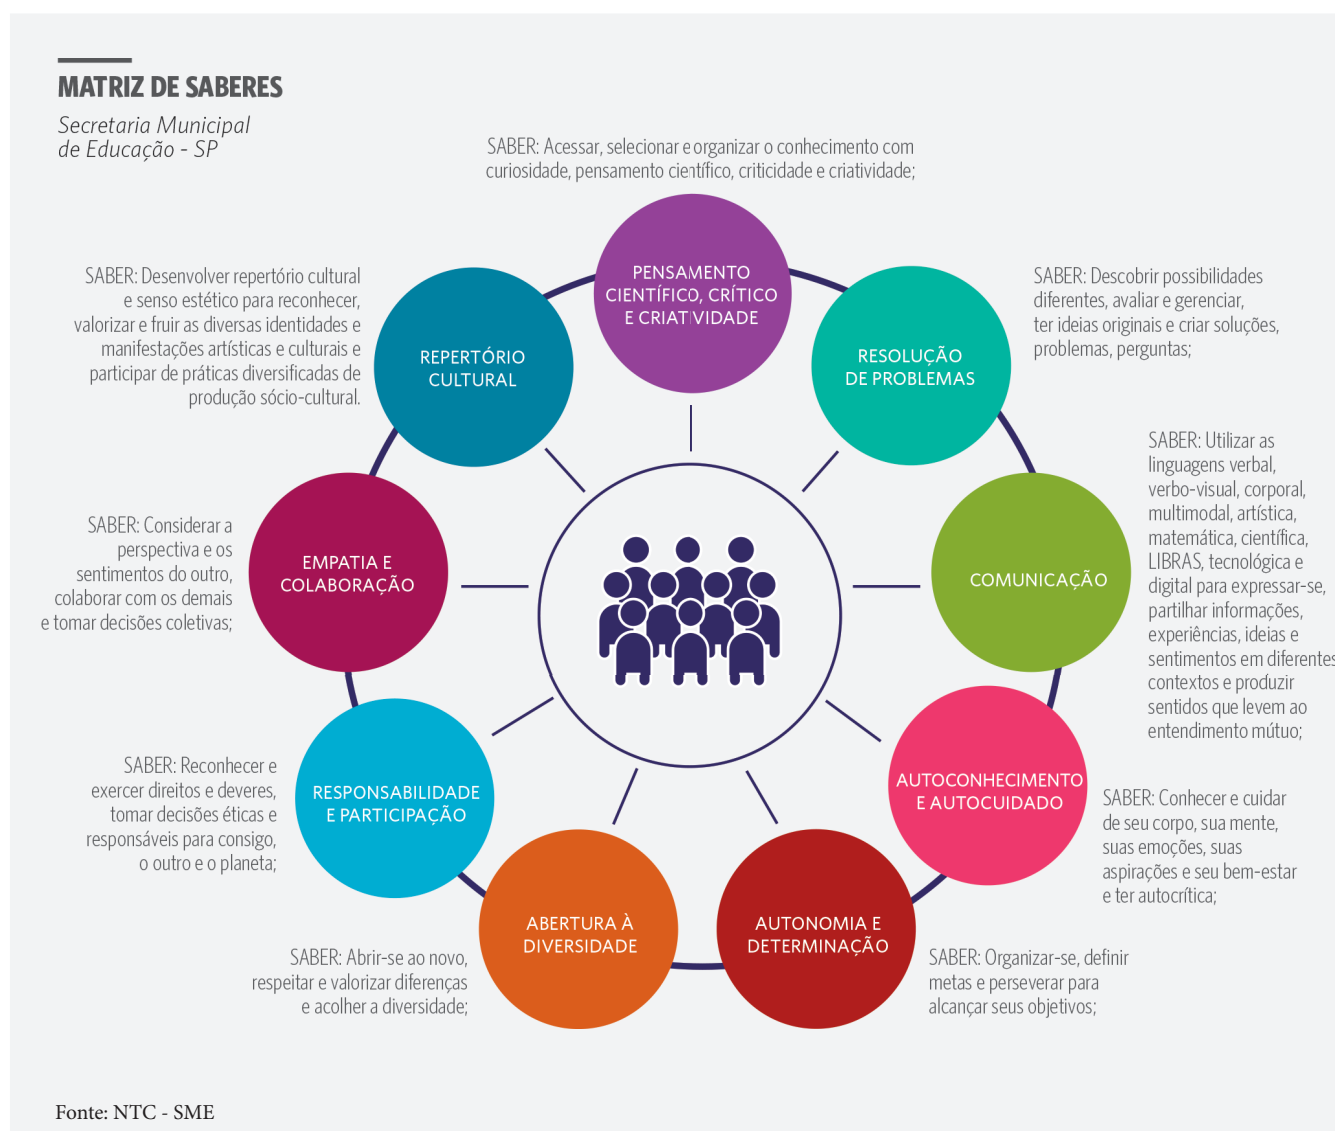 MATRIZ DE SABERES
Secretaria Municipal
de Educação - SP
SABER: Acessar, selecionar e organizar o conhecimento com
curiosidade, pensamento científico, criticidade e criatividade;
PENSAMENTO
CIENTÍFICO, CRÍTICO
E CRIATIVIDADE
SABER: Descobrir possibilidades
diferentes, avaliar e gerenciar,
ter ideias originais e criar soluções,
problemas, perguntas;
RESOLUÇÃO
DE PROBLEMAS
SABER: Utilizar as
linguagens verbal,
verbo-visual, corporal,
multimodal, artística,
matemática, científica,
LIBRAS, tecnológica e
digital para expressar-se,
partilhar informações,
experiências, ideias e
sentimentos em diferentes
contextos e produzir
sentidos que levem ao
entendimento mútuo;
COMUNICAÇÃO
AUTOCONHECIMENTO
E AUTOCUIDADO
SABER: Conhecer e cuidar
de seu corpo, sua mente,
suas emoções, suas
aspirações e seu bem-estar
e ter autocrítica;
AUTONOMIA E
DETERMINAÇÃO
SABER: Organizar-se, definir
metas e perseverar para
alcançar seus objetivos;
ABERTURA À
DIVERSIDADE
SABER: Abrir-se ao novo,
respeitar e valorizar diferenças
e acolher a diversidade;
RESPONSABILIDADE
E PARTICIPAÇÃO
SABER: Reconhecer e
exercer direitos e deveres,
tomar decisões éticas e
responsáveis para consigo,
o outro e o planeta;
EMPATIA E
COLABORAÇÃO
SABER: Considerar a
perspectiva e os
sentimentos do outro,
colaborar com os demais
e tomar decisões coletivas;
REPERTÓRIO
CULTURAL
SABER: Desenvolver repertório cultural
e senso estético para reconhecer,
valorizar e fruir as diversas identidades e
manifestações artísticas e culturais e
participar de práticas diversificadas de
produção sócio-cultural.
Fonte: NTC - SME